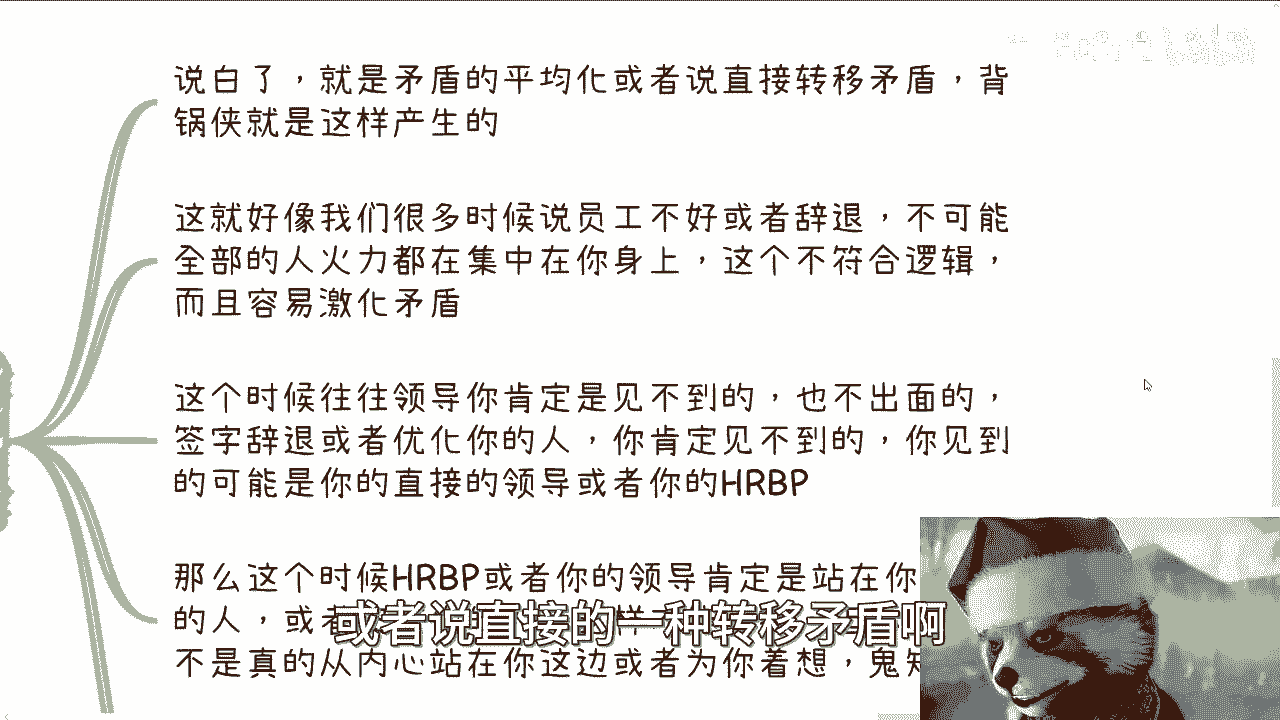 说白了，就是矛盾的平均化或者说直接转移矛盾，背
锅侠就是这样产生的
这就好像我们很多时候说员工不好或者辞退，不可能
全部的人火力都在集中在你身上，这个不符合逻辑，
而且容易激化矛盾
这个时候往往领导你肯定是见不到的，也不出面的，
签字辞退或者优化你的人，你肯定见不到的，你见到
的可能是你的直接的领导或者你的HRBP
那么这个时候HRBP或者你的领导肯定是站在你
的人，或者
或者说直接的一种转移矛盾啊
不是真的从内心站在你这边或者为你着想，鬼知